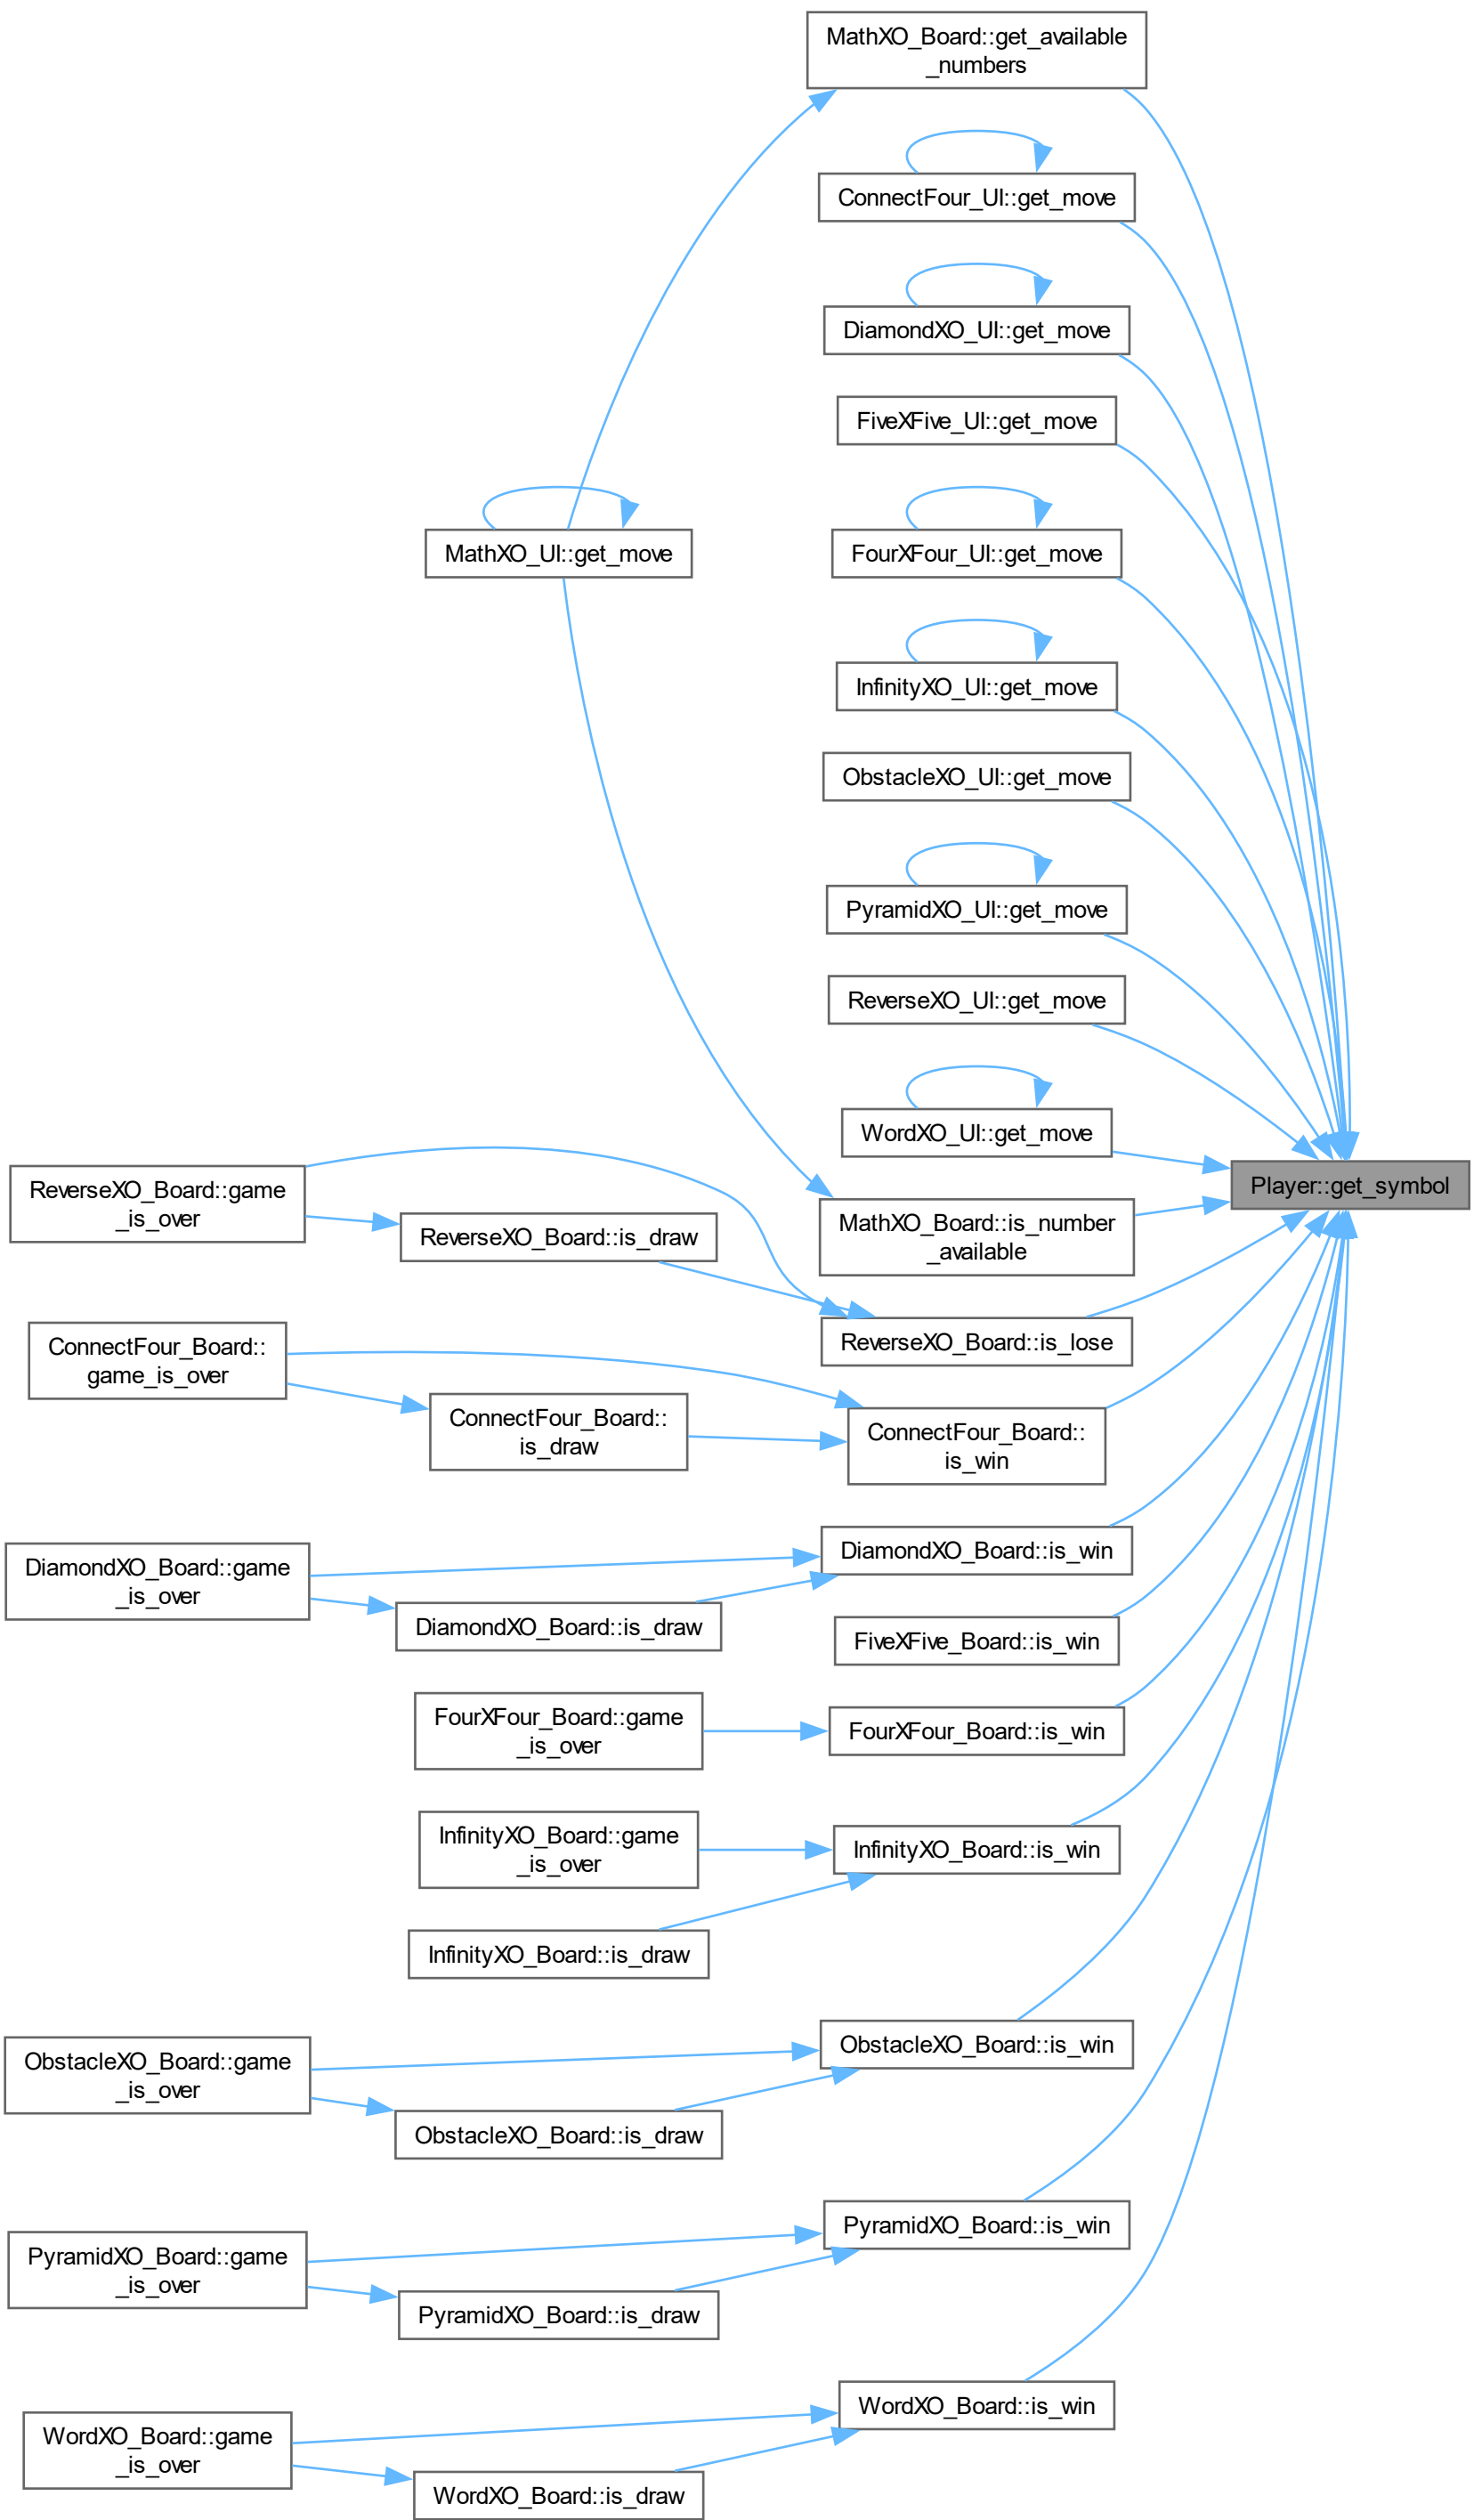 MathXO_Board::get_available
_numbers
ConnectFour_UI::get_move
DiamondXO_UI::get_move
FiveXFive_UI::get_move
MathXO_UI::get_move
FourXFour_UI::get_move
InfinityXO_UI::get_move
ObstacleXO_UI::get_move
PyramidXO_UI::get_move
ReverseXO_UI::get_move
WordXO_UI::get_move
Player::get_symbol
ReverseXO_Board::game
_is_over
ReverseXO_Board::is_draw
MathXO_Board::is_number
_available
ReverseXO_Board::is_lose
ConnectFour_Board::
game_is_over
ConnectFour_Board::
is_draw
ConnectFour_Board::
is_win
DiamondXO_Board::is_win
DiamondXO_Board::game
_is_over
DiamondXO_Board::is_draw
FiveXFive_Board::is_win
FourXFour_Board::game
_is_over
FourXFour_Board::is_win
InfinityXO_Board::game
_is_over
InfinityXO_Board::is_win
InfinityXO_Board::is_draw
ObstacleXO_Board::is_win
ObstacleXO_Board::game
_is_over
ObstacleXO_Board::is_draw
PyramidXO_Board::is_win
PyramidXO_Board::game
_is_over
PyramidXO_Board::is_draw
WordXO_Board::is_win
WordXO_Board::game
_is_over
WordXO_Board::is_draw